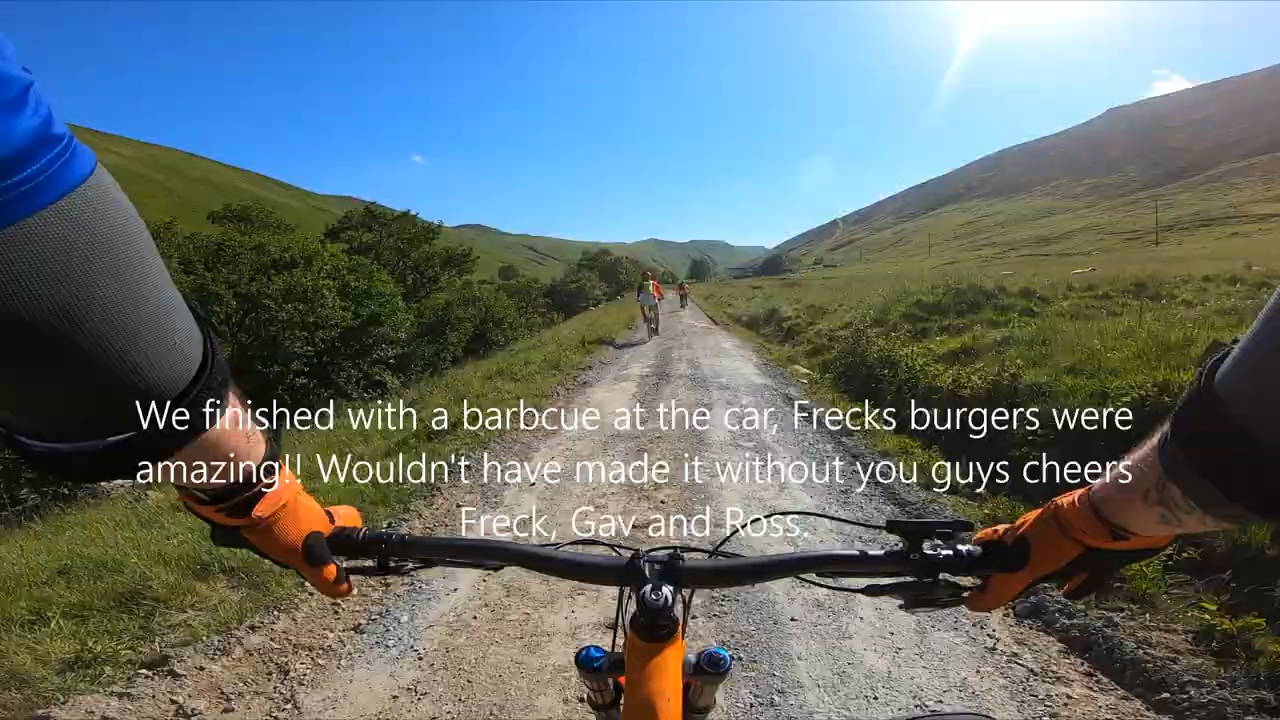 We finished with a barbcue at the car, Frecks burgers were
amazing!! Wouldn't have made it without you guys cheers
Freck, Gav and Ross.